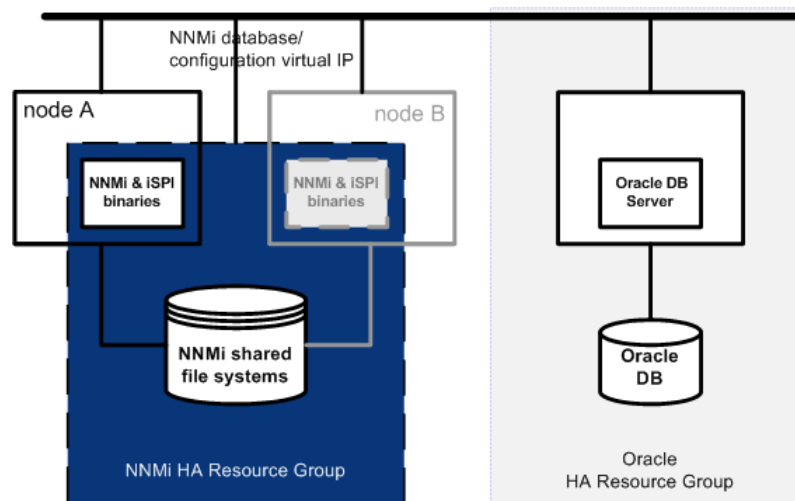 NNMi database/
configuration virtual IP
node A
node B
NNMi & iSPI
binaries
NNMi & iSPI
binaries
Oracle DB
Server
NNMi shared
file systems
Oracle
DB
NNMi HA Resource Group
Oracle
HA Resource Group